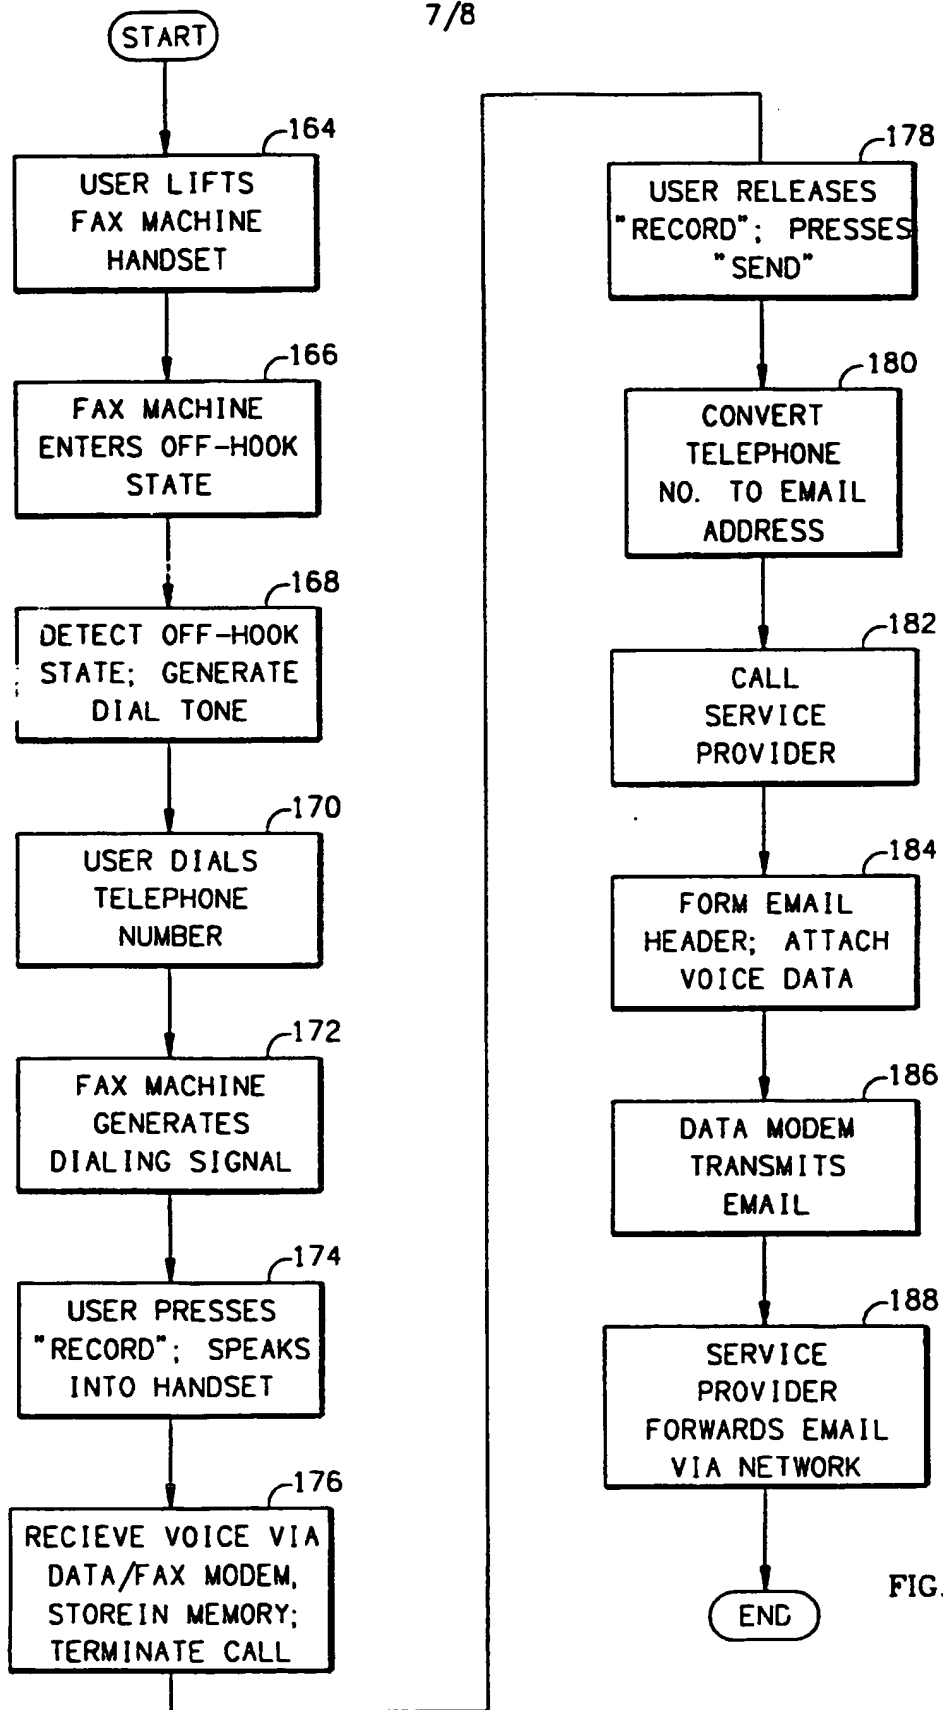 7/8
START
164
USER LIFTS
FAX MACHINE
HANDSET
166
FAX MACHINE
ENTERS OFF-HOOK
STATE
168
DETECT OFF-HOOK
STATE; GENERATE
DIAL TONE
170
USER DIALS
TELEPHONE
NUMBER
172
FAX MACHINE
GENERATES
DIALING SIGNAL
174
USER PRESSES
"RECORD"; SPEAKS
INTO HANDSET
176
RECIEVE VOICE VIA
DATA/FAX MODEM,
STOREIN MEMORY;
TERMINATE CALL
178
USER RELEASES
"RECORD"; PRESSES
"SEND"
180
CONVERT
TELEPHONE
NO. TO EMAIL
ADDRESS
182
CALL
SERVICE
PROVIDER
184
FORM EMAIL
HEADER; ATTACH
VOICE DATA
186
DATA MODEM
TRANSMITS
EMAIL
188
SERVICE
PROVIDER
FORWARDS EMAIL
VIA NETWORK
END
FIG.